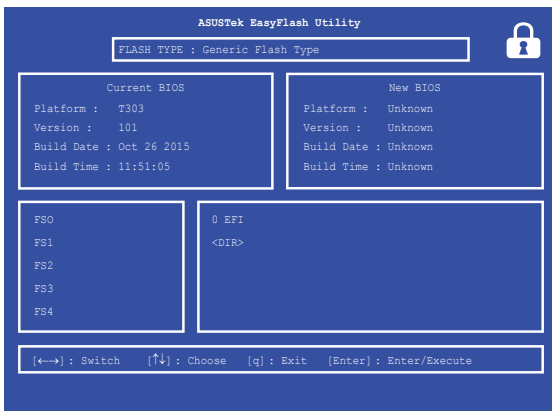 ASUSTek EasyFlash Utility
FLASH TYPE : Generic Flash Type
Current BIOS
Platform : T303
Version : 101
Build Date : Oct 26 2015
Build Time : 11:51:05
New BIOS
Platform : Unknown
Version : Unknown
Build Date : Unknown
Build Time : Unknown
FS0
FS1
FS2
FS3
FS4
0 EFI
<DIR>
[←→] : Switch [↑↓] : Choose [q] : Exit [Enter] : Enter/Execute